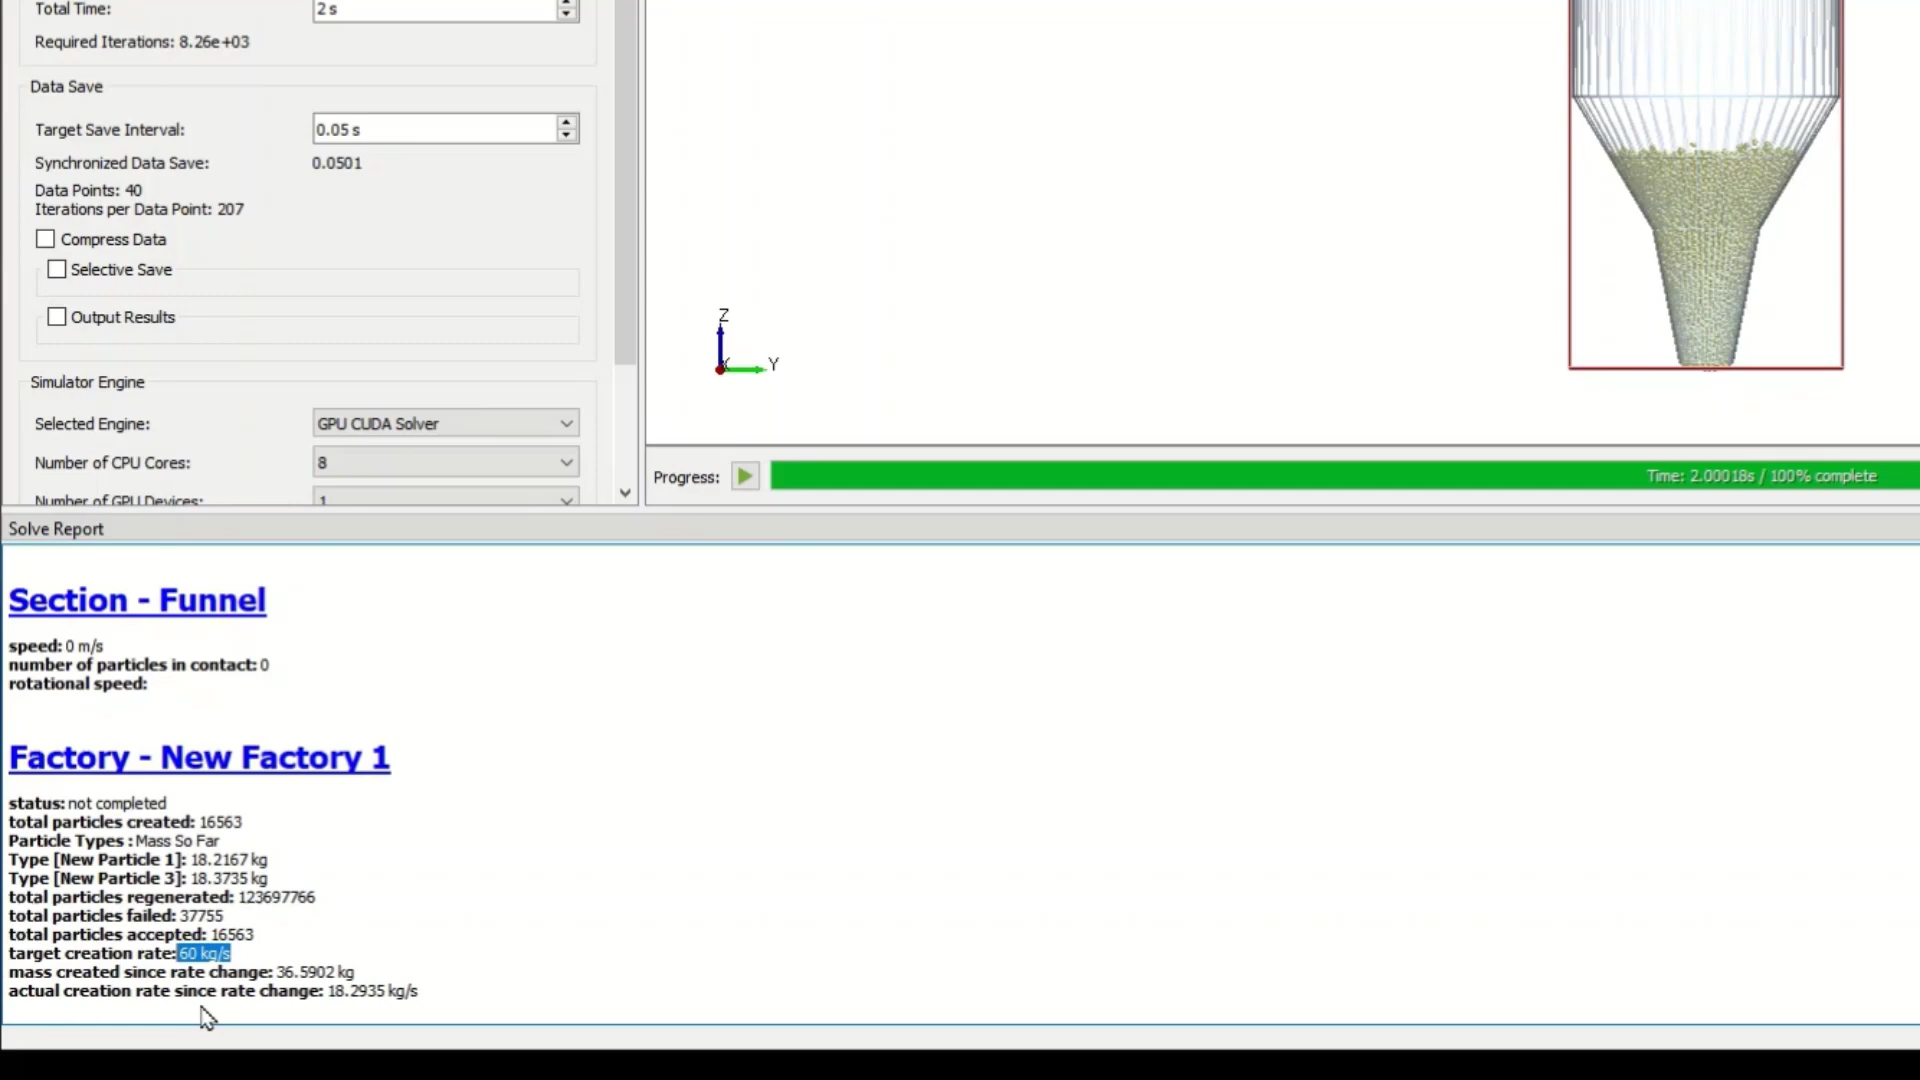 Total Time:
2 s
Required Iterations: 8.26e+03
Data Save
Target Save Interval:
0.05 s
Synchronized Data Save:
0.0501
Data Points: 40
Iterations per Data Point: 207
Compress Data
Selective Save
Output Results
Simulator Engine
Selected Engine:
GPU CUDA Solver
Number of CPU Cores:
8
Number of GPU Devices:
1
Z
X
Y
Progress:
Time: 2.00018s / 100% complete
Solve Report
Section - Funnel
speed: 0 m/s
number of particles in contact: 0
rotational speed:
Factory - New Factory 1
status: not completed
total particles created: 16563
Particle Types : Mass So Far
Type [New Particle 1]: 18.2167 kg
Type [New Particle 3]: 18.3735 kg
total particles regenerated: 123697766
total particles failed: 37755
total particles accepted: 16563
target creation rate: 60 kg/s
mass created since rate change: 36.5902 kg
actual creation rate since rate change: 18.2935 kg/s